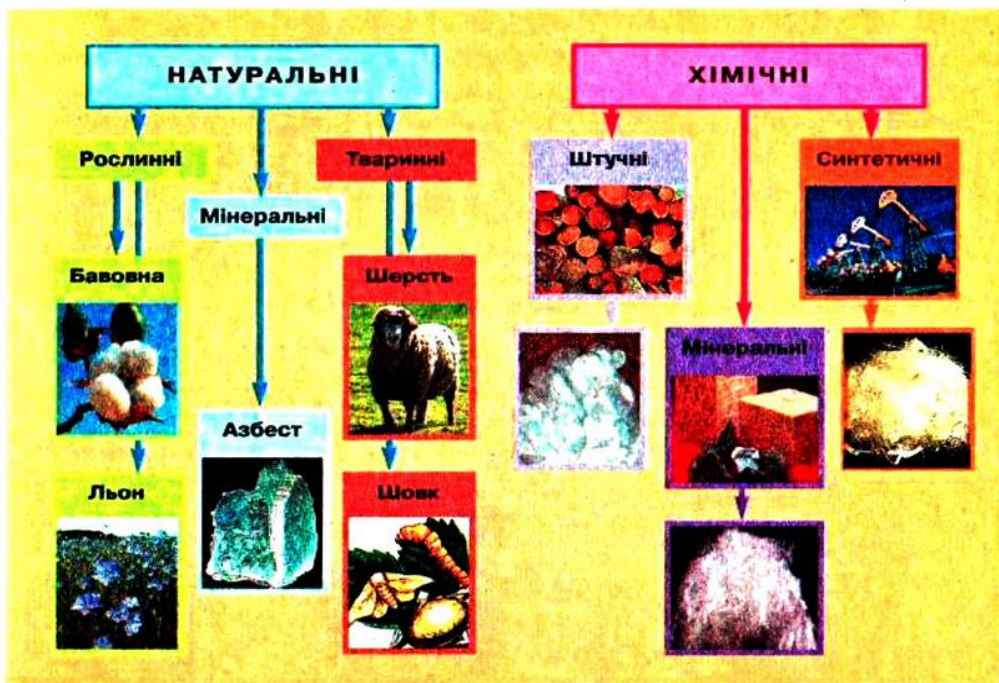 НАТУРАЛЬНІ
Рослинні
Мінеральні
Тваринні
Бавовна
Льон
Азбест
Шерсть
Шовк
ХІМІЧНІ
Штучні
Мінеральні
Синтетичні